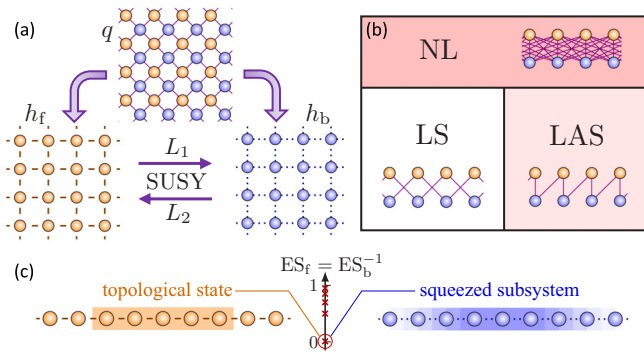 (a)
q
h_f
h_b
L_1
SUSY
L_2
(b)
NL
LS
LAS
(c)
ES_f = ES_b^{-1}
1
topological state
squeezed subsystem
0